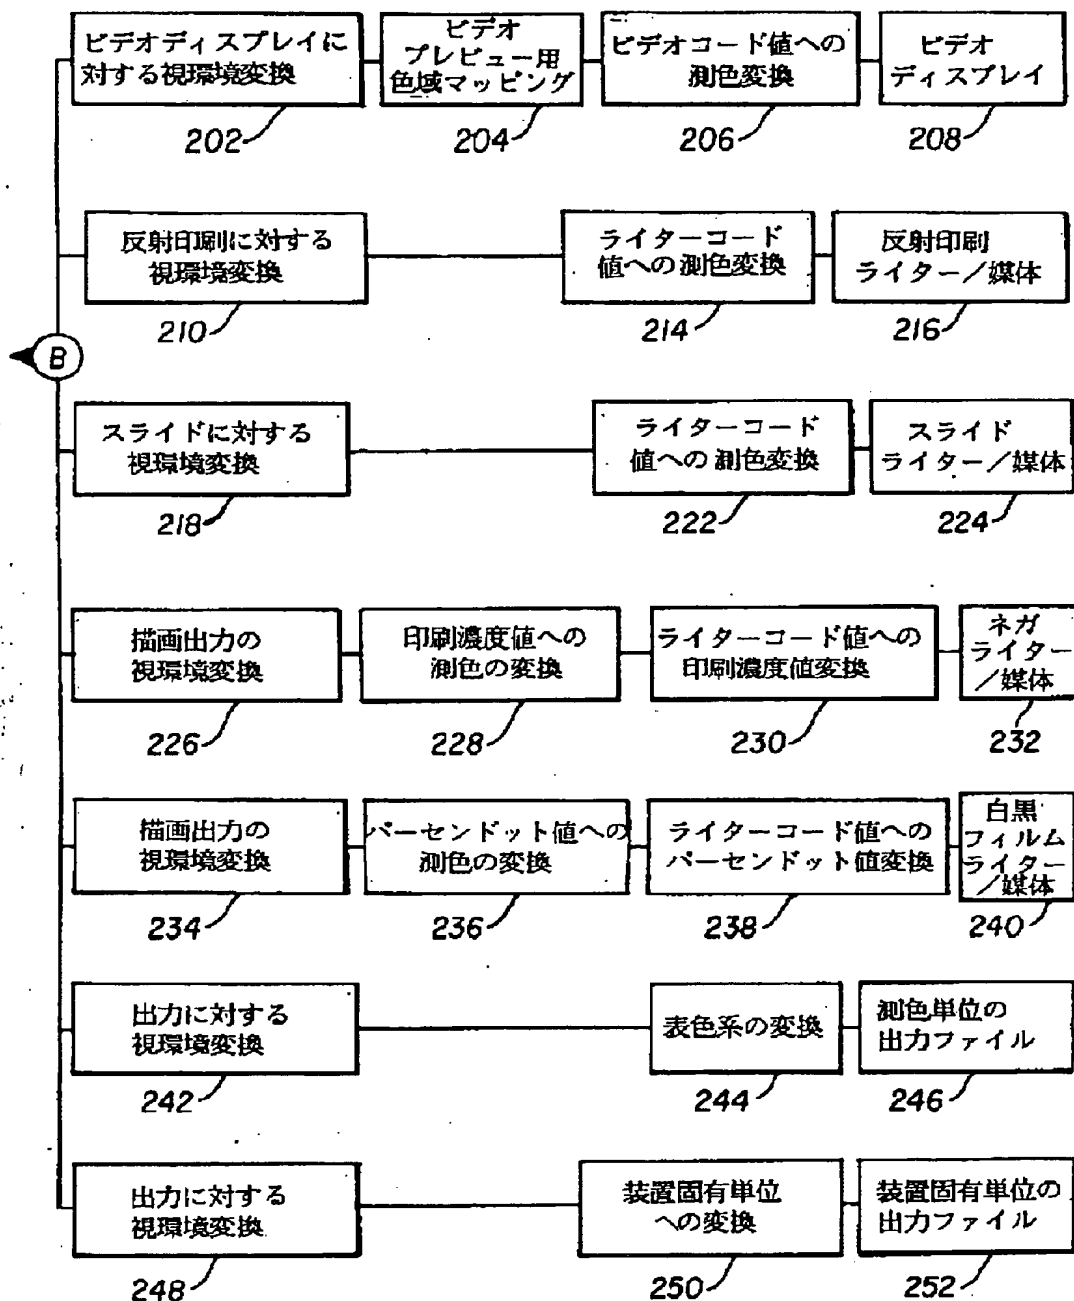 ビデオディスプレイに
対する視環境変換
202
ビデオ
プレビュー用
色域マッピング
204
ビデオコード値への
測色変換
206
ビデオ
ディスプレイ
208
反射印刷に対する
視環境変換
210
ライターコード
値への測色変換
214
反射印刷
ライター／媒体
216
B
スライドに対する
視環境変換
218
ライターコード
値への測色変換
222
スライド
ライター／媒体
224
描画出力の
視環境変換
226
印刷濃度値への
測色の変換
228
ライターコード値への
印刷濃度値変換
230
ネガ
ライター
／媒体
232
描画出力の
視環境変換
234
パーセンドット値への
測色の変換
236
ライターコード値への
パーセンドット値変換
238
白黒
フィルム
ライター
／媒体
240
出力に対する
視環境変換
242
表色系の変換
244
測色単位の
出力ファイル
246
出力に対する
視環境変換
248
装置固有単位
への変換
250
装置固有単位の
出力ファイル
252